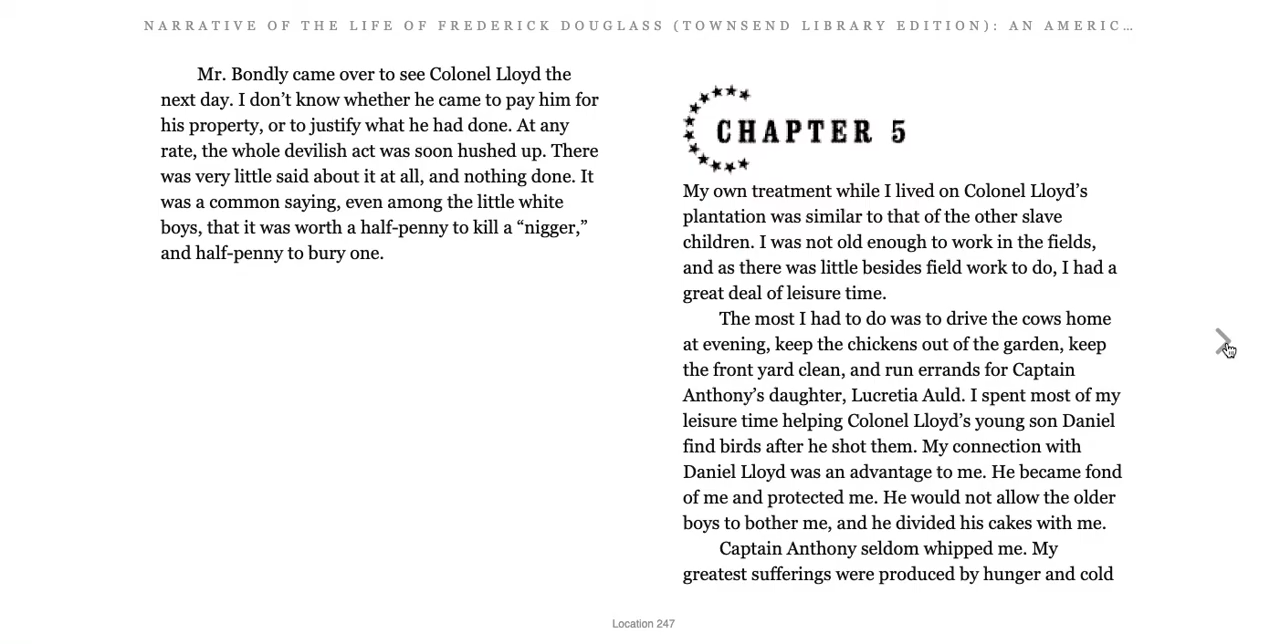 NARRATIVE OF THE LIFE OF FREDERICK DOUGLASS (TOWNSEND LIBRARY EDITION): AN AMERIC…
Mr. Bondly came over to see Colonel Lloyd the
next day. I don’t know whether he came to pay him for
his property, or to justify what he had done. At any
rate, the whole devilish act was soon hushed up. There
was very little said about it at all, and nothing done. It
was a common saying, even among the little white
boys, that it was worth a half-penny to kill a “nigger,”
and half-penny to bury one.
CHAPTER 5
My own treatment while I lived on Colonel Lloyd’s
plantation was similar to that of the other slave
children. I was not old enough to work in the fields,
and as there was little besides field work to do, I had a
great deal of leisure time.
The most I had to do was to drive the cows home
at evening, keep the chickens out of the garden, keep
the front yard clean, and run errands for Captain
Anthony’s daughter, Lucretia Auld. I spent most of my
leisure time helping Colonel Lloyd’s young son Daniel
find birds after he shot them. My connection with
Daniel Lloyd was an advantage to me. He became fond
of me and protected me. He would not allow the older
boys to bother me, and he divided his cakes with me.
Captain Anthony seldom whipped me. My
greatest sufferings were produced by hunger and cold
Location 247